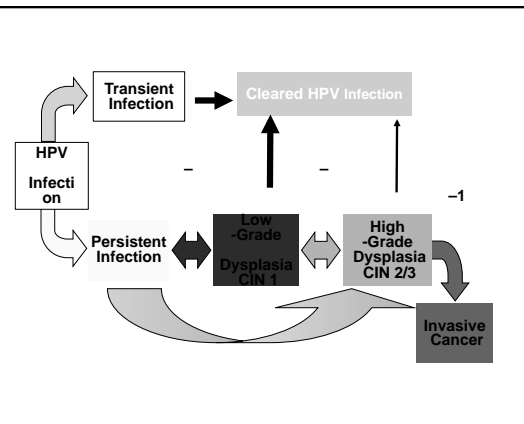 Transient
Infection
Cleared HPV Infection
HPV
Infecti
on
–
–
–1
Persistent
Infection
Low
-Grade
Dysplasia
CIN 1
High
-Grade
Dysplasia
CIN 2/3
Invasive
Cancer